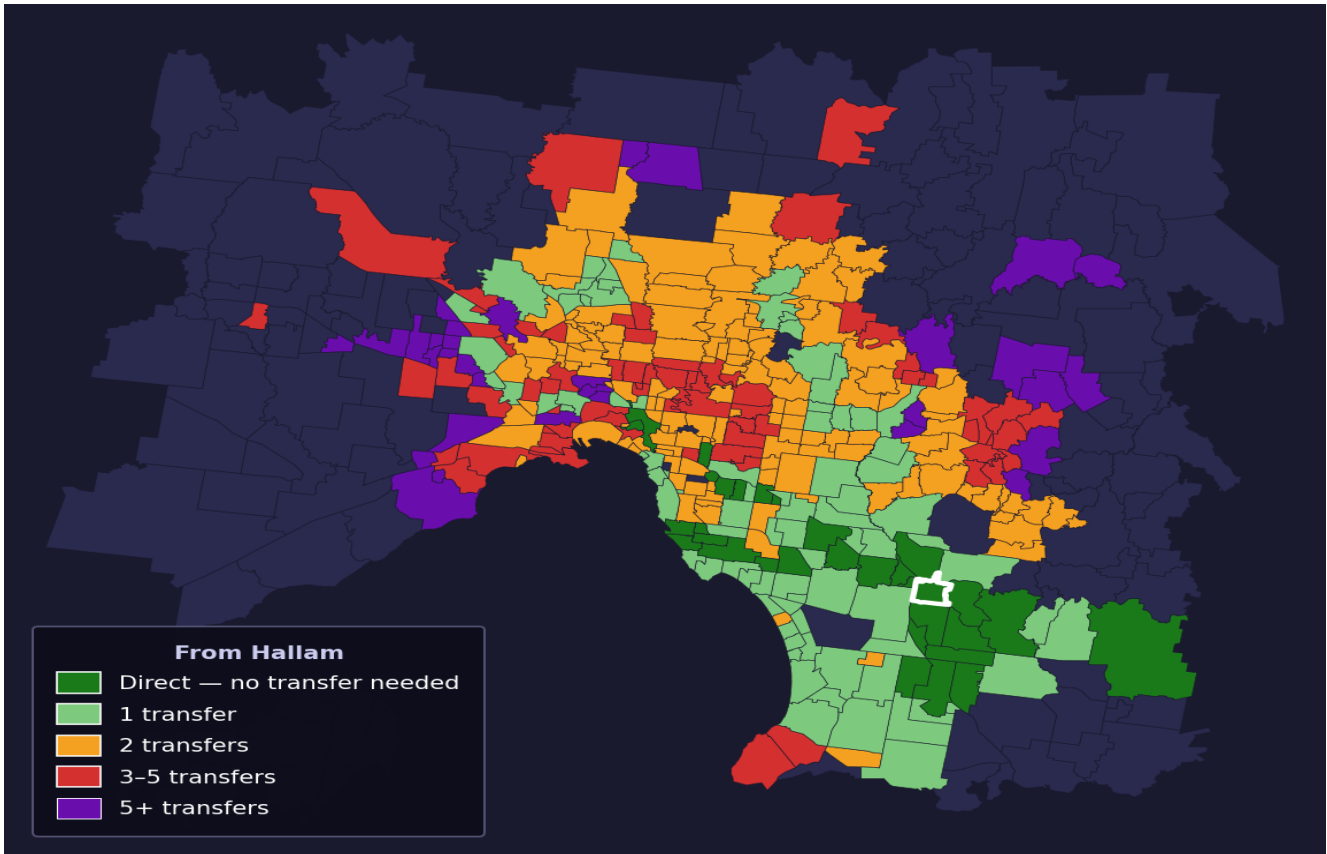 From Hallam
Direct — no transfer needed
1 transfer
2 transfers
3–5 transfers
5+ transfers